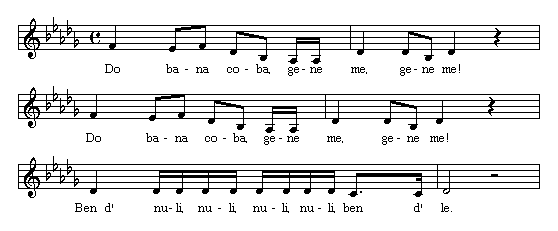 Do ba - na co - ba, ge - ne me, ge - ne me!
Do ba - na co - ba, ge - ne me, ge - ne me!
Ben d' nu - li, nu - li, nu - li, nu - li, ben d' le.